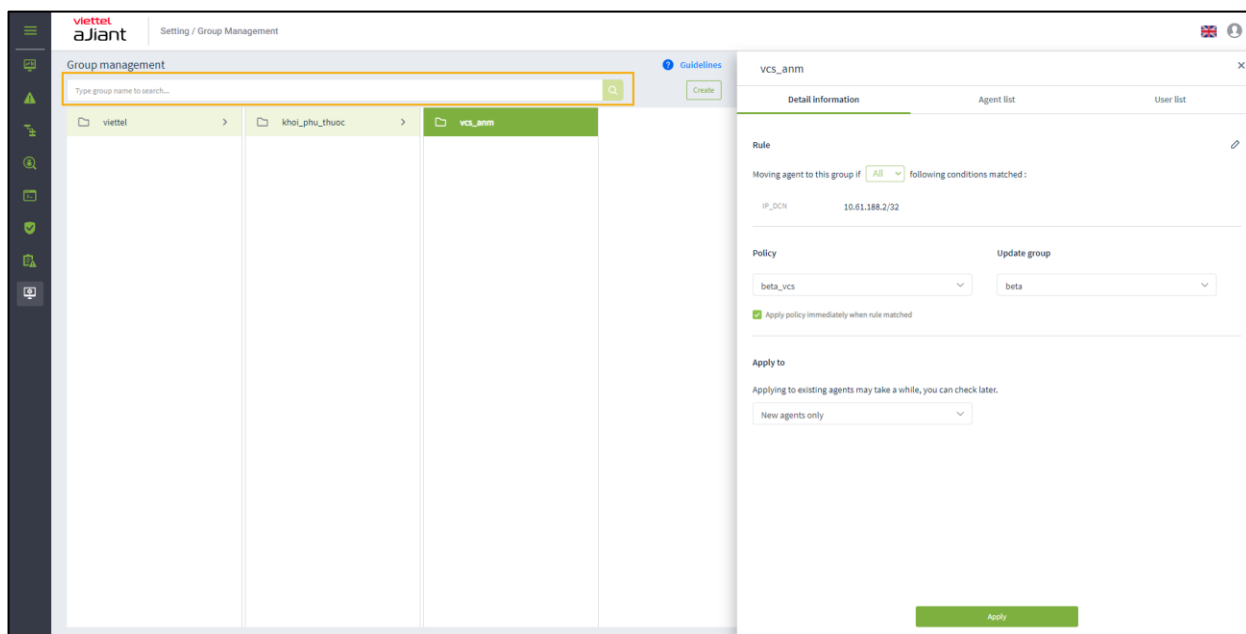 viettel
aJiant
Setting / Group Management
Group management
? Guidelines
Type group name to search...
Create
viettel
khoi_phu_thuoc
vcs_anm
vcs_anm
Detail information
Agent list
User list
Rule
Moving agent to this group if All following conditions matched :
IP_DCN 10.61.188.2/32
Policy
Update group
beta_vcs
beta
Apply policy immediately when rule matched
Apply to
Applying to existing agents may take a while, you can check later.
New agents only
Apply